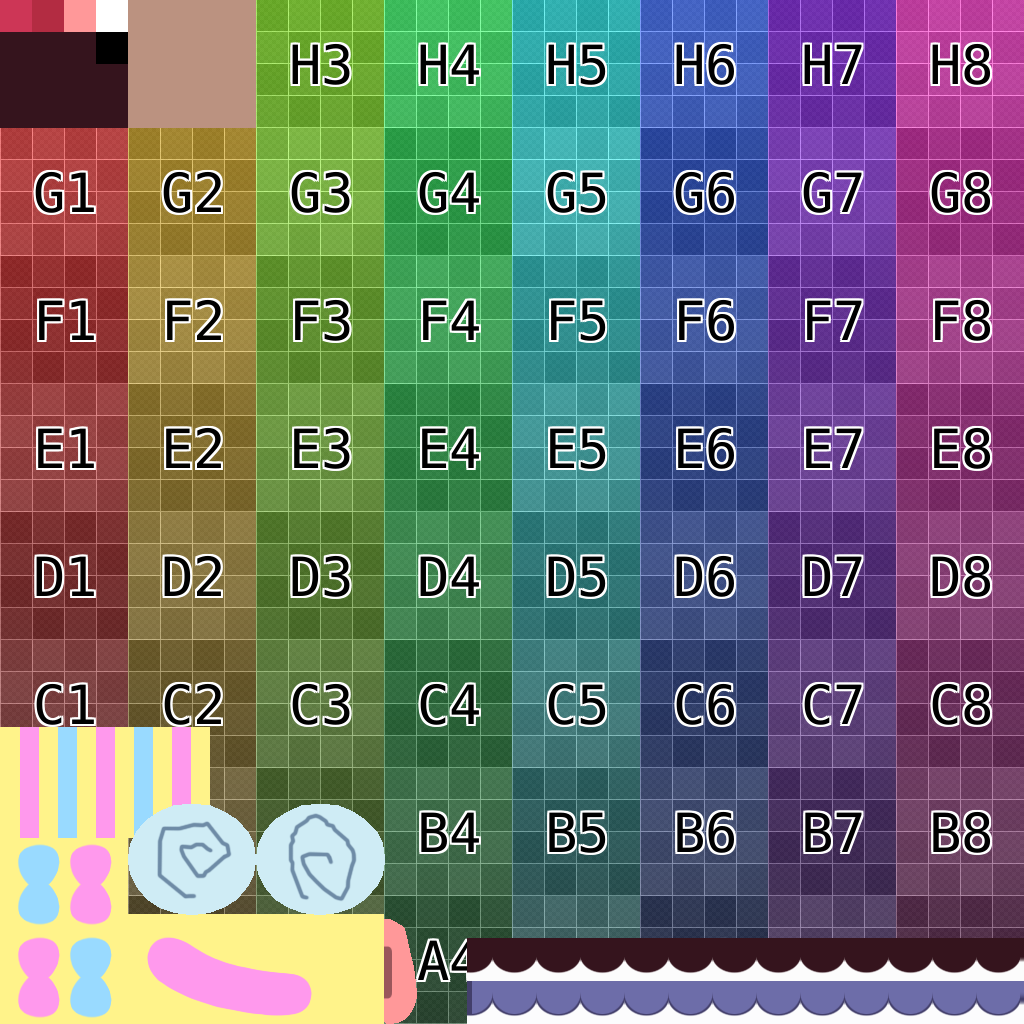 H3 H4 H5 H6 H7 H8
G1 G2 G3 G4 G5 G6 G7 G8
F1 F2 F3 F4 F5 F6 F7 F8
E1 E2 E3 E4 E5 E6 E7 E8
D1 D2 D3 D4 D5 D6 D7 D8
C1 C2 C3 C4 C5 C6 C7 C8
B4 B5 B6 B7 B8
A4